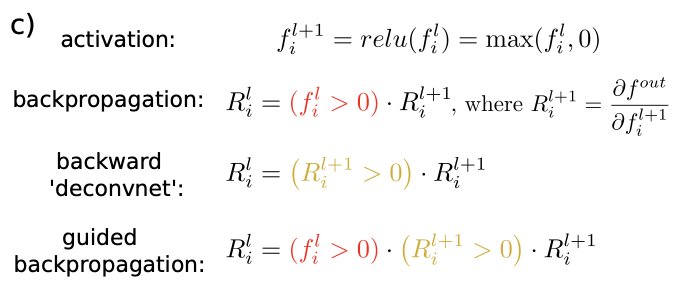 c)
activation: f_i^{l+1} = relu(f_i^l) = max(f_i^l, 0)
backpropagation: R_i^l = (f_i^l > 0) · R_i^{l+1}, where R_i^{l+1} = ∂f^{out} / ∂f_i^{l+1}
backward
'deconvnet': R_i^l = (R_i^{l+1} > 0) · R_i^{l+1}
guided
backpropagation: R_i^l = (f_i^l > 0) · (R_i^{l+1} > 0) · R_i^{l+1}